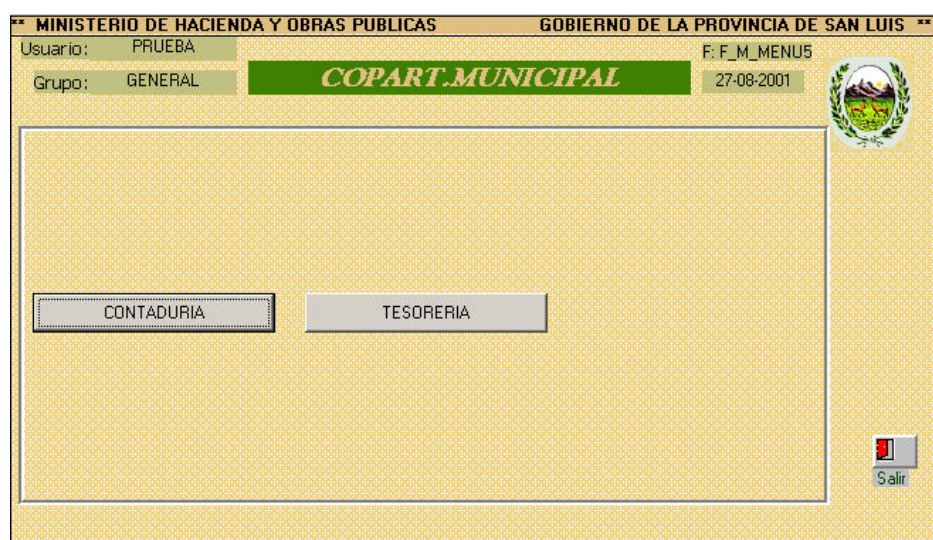 ** MINISTERIO DE HACIENDA Y OBRAS PUBLICAS GOBIERNO DE LA PROVINCIA DE SAN LUIS **
Usuario: PRUEBA F: F_M_MENU5
Grupo: GENERAL COPART.MUNICIPAL 27-08-2001
CONTADURIA TESORERIA
Salir